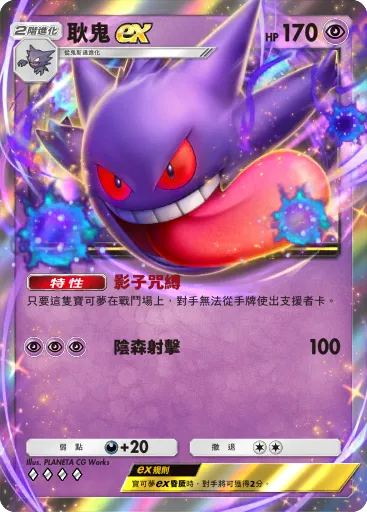 2階進化 耿鬼 ex HP 170
從鬼斯通進化
特性 影子咒縛
只要這隻寶可夢在戰鬥場上，對手無法從手牌使出支援者卡。
陰森射擊 100
弱點 +20 撤退
Illus. PLANETA CG Works
ex規則
寶可夢ex昏厥時，對手將可獲得2分。